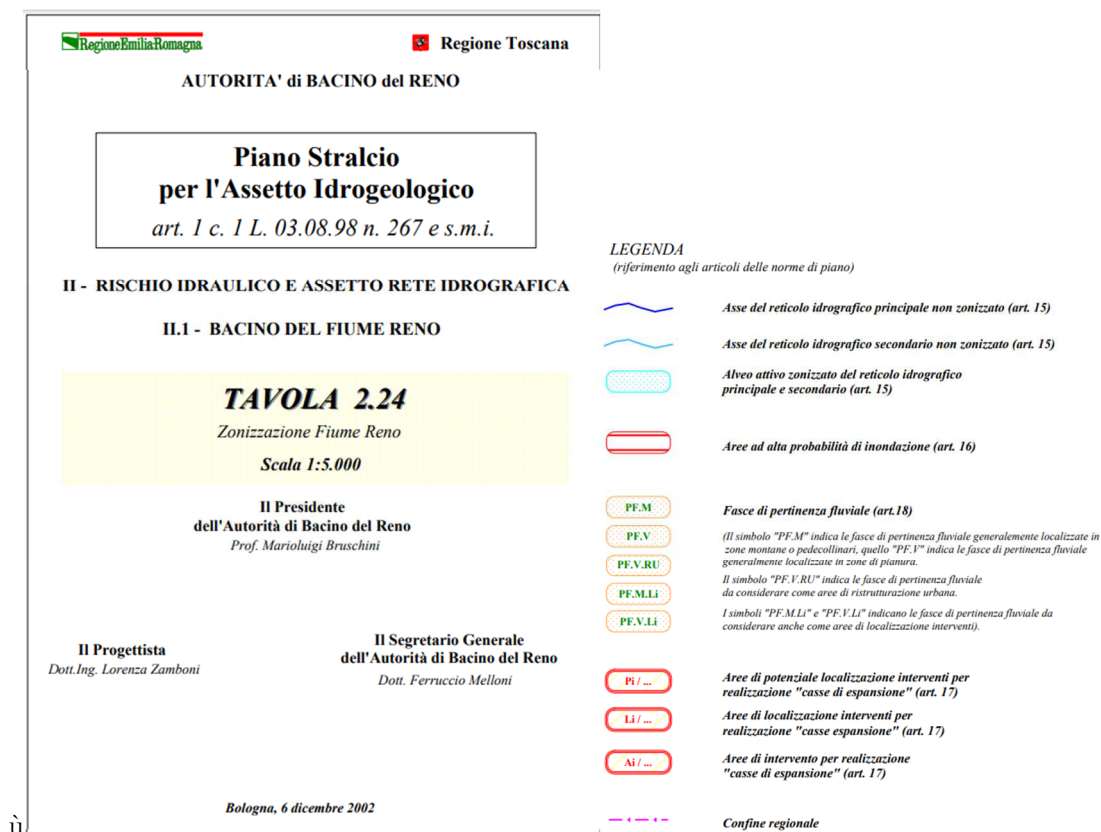 RegioneEmilia-Romagna
Regione Toscana
AUTORITA' di BACINO del RENO
Piano Stralcio
per l'Assetto Idrogeologico
art. 1 c. 1 L. 03.08.98 n. 267 e s.m.i.
II - RISCHIO IDRAULICO E ASSETTO RETE IDROGRAFICA
II.1 - BACINO DEL FIUME RENO
TAVOLA 2.24
Zonizzazione Fiume Reno
Scala 1:5.000
Il Presidente
dell'Autorità di Bacino del Reno
Prof. Marioluigi Bruschini
Il Progettista
Dott.Ing. Lorenza Zamboni
Il Segretario Generale
dell'Autorità di Bacino del Reno
Dott. Ferruccio Melloni
Bologna, 6 dicembre 2002
ù
LEGENDA
(riferimento agli articoli delle norme di piano)
Asse del reticolo idrografico principale non zonizzato (art. 15)
Asse del reticolo idrografico secondario non zonizzato (art. 15)
Alveo attivo zonizzato del reticolo idrografico
principale e secondario (art. 15)
Aree ad alta probabilità di inondazione (art. 16)
PF.M
Fasce di pertinenza fluviale (art.18)
PF.V
(Il simbolo "PF.M" indica le fasce di pertinenza fluviale generalemente localizzate in
zone montane o pedecollinari, quello "PF.V" indica le fasce di pertinenza fluviale
generalmente localizzate in zone di pianura.
PF.V.RU
Il simbolo "PF.V.RU" indica le fasce di pertinenza fluviale
da considerare come aree di ristrutturazione urbana.
PF.M.Li
PF.V.Li
I simboli "PF.M.Li" e "PF.V.Li" indicano le fasce di pertinenza fluviale da
considerare anche come aree di localizzazione interventi).
Pi / ...
Aree di potenziale localizzazione interventi per
realizzazione "casse di espansione" (art. 17)
Li / ...
Aree di localizzazione interventi per
realizzazione "casse espansione" (art. 17)
Ai / ...
Aree di intervento per realizzazione
"casse di espansione" (art. 17)
Confine regionale